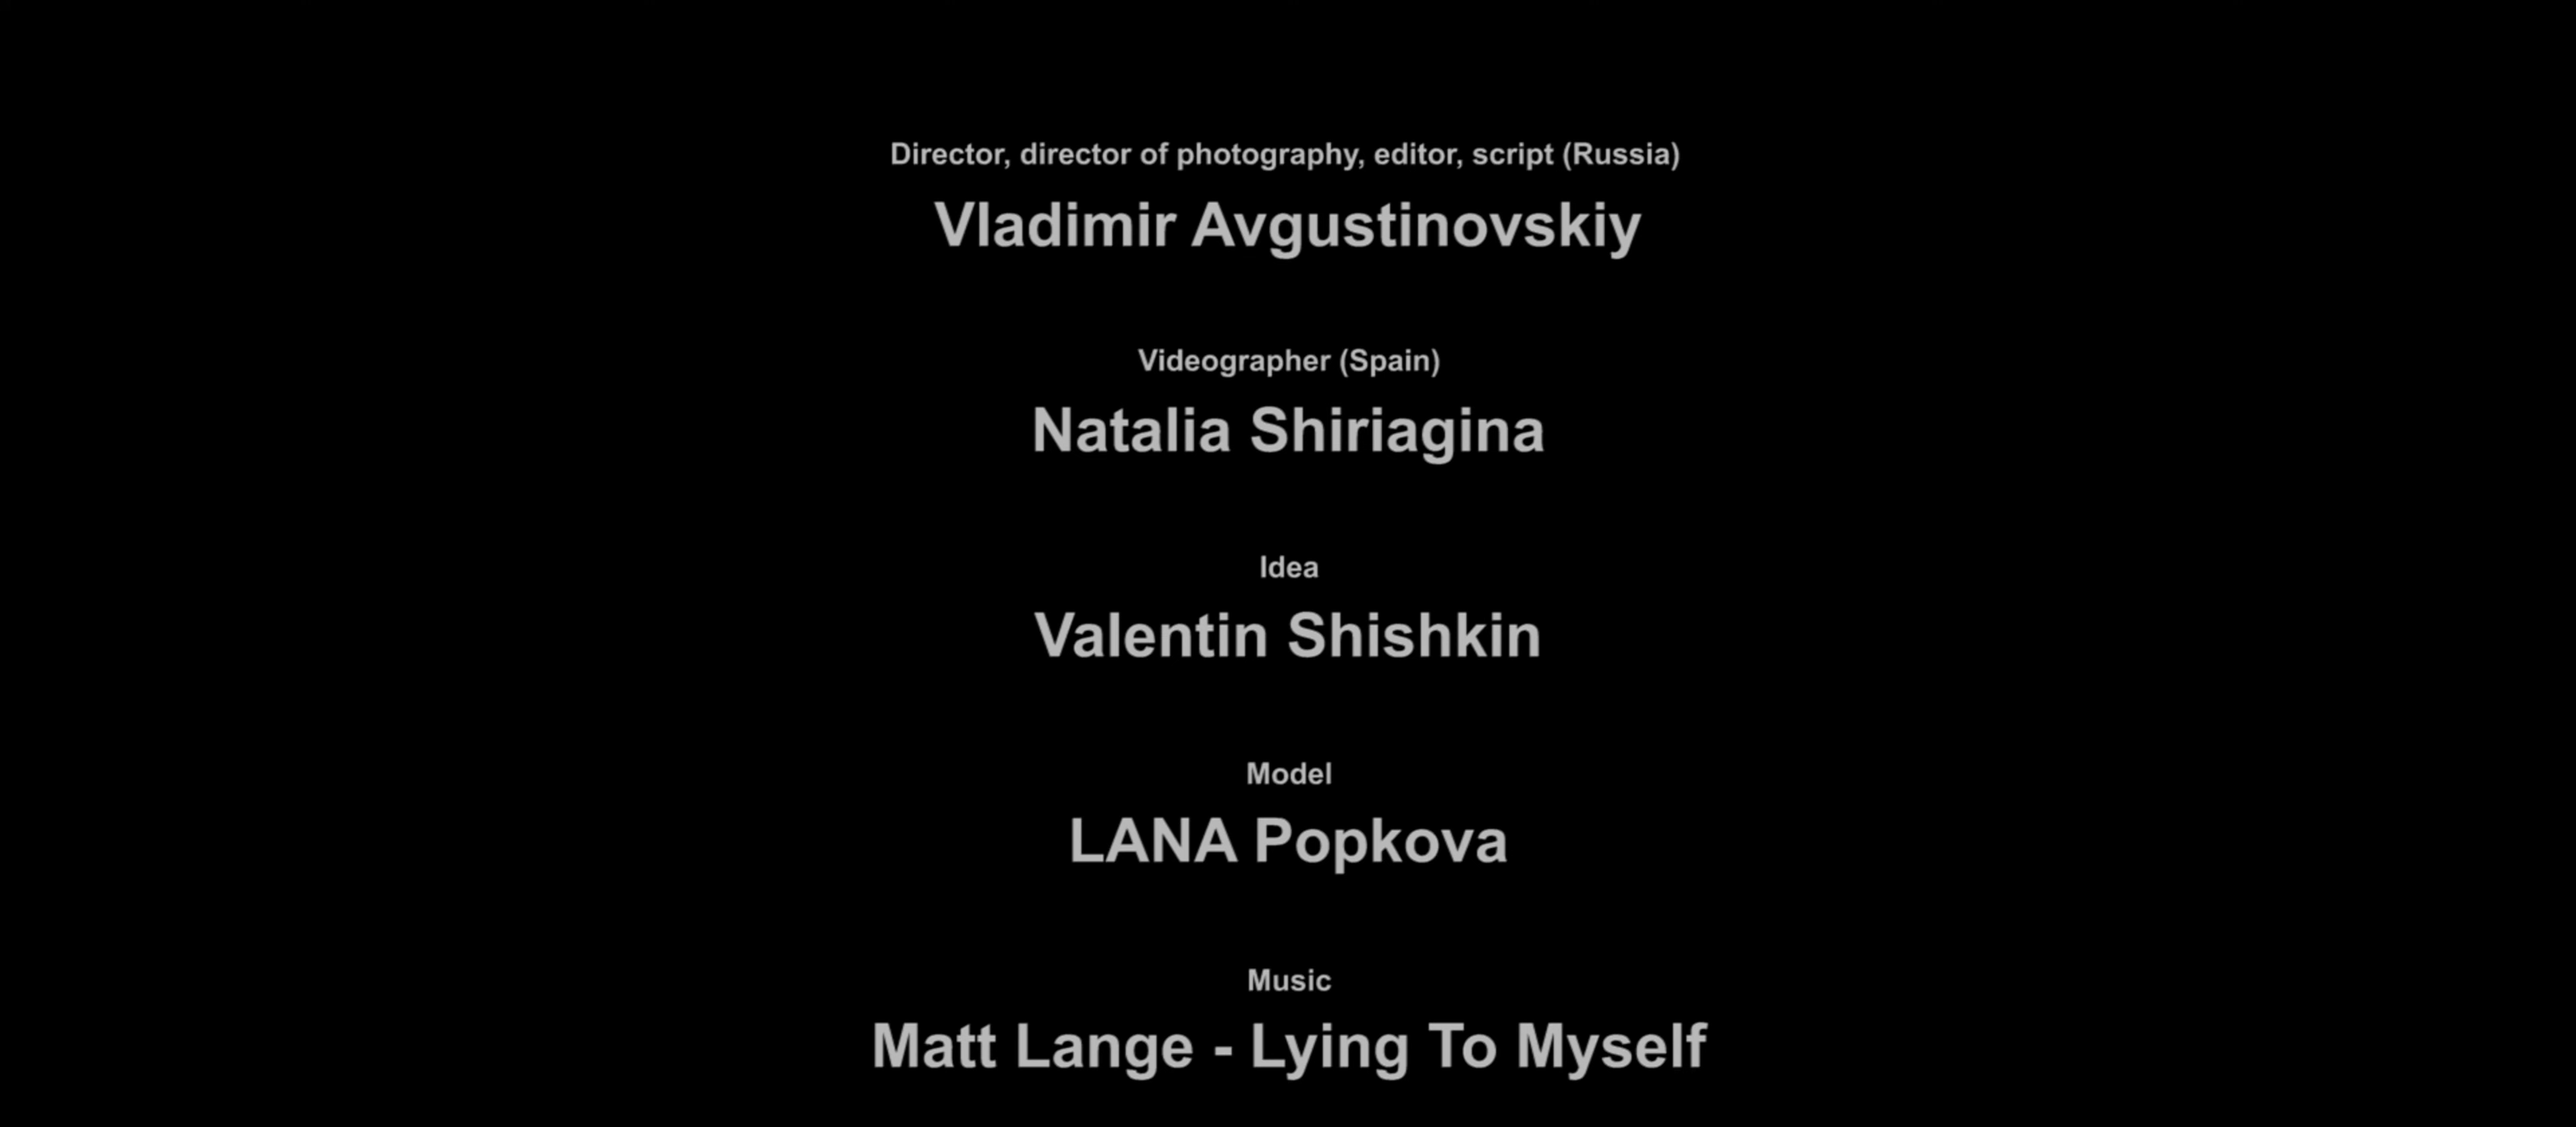 Director, director of photography, editor, script (Russia)
Vladimir Avgustinovskiy
Videographer (Spain)
Natalia Shiriagina
Idea
Valentin Shishkin
Model
LANA Popkova
Music
Matt Lange - Lying To Myself